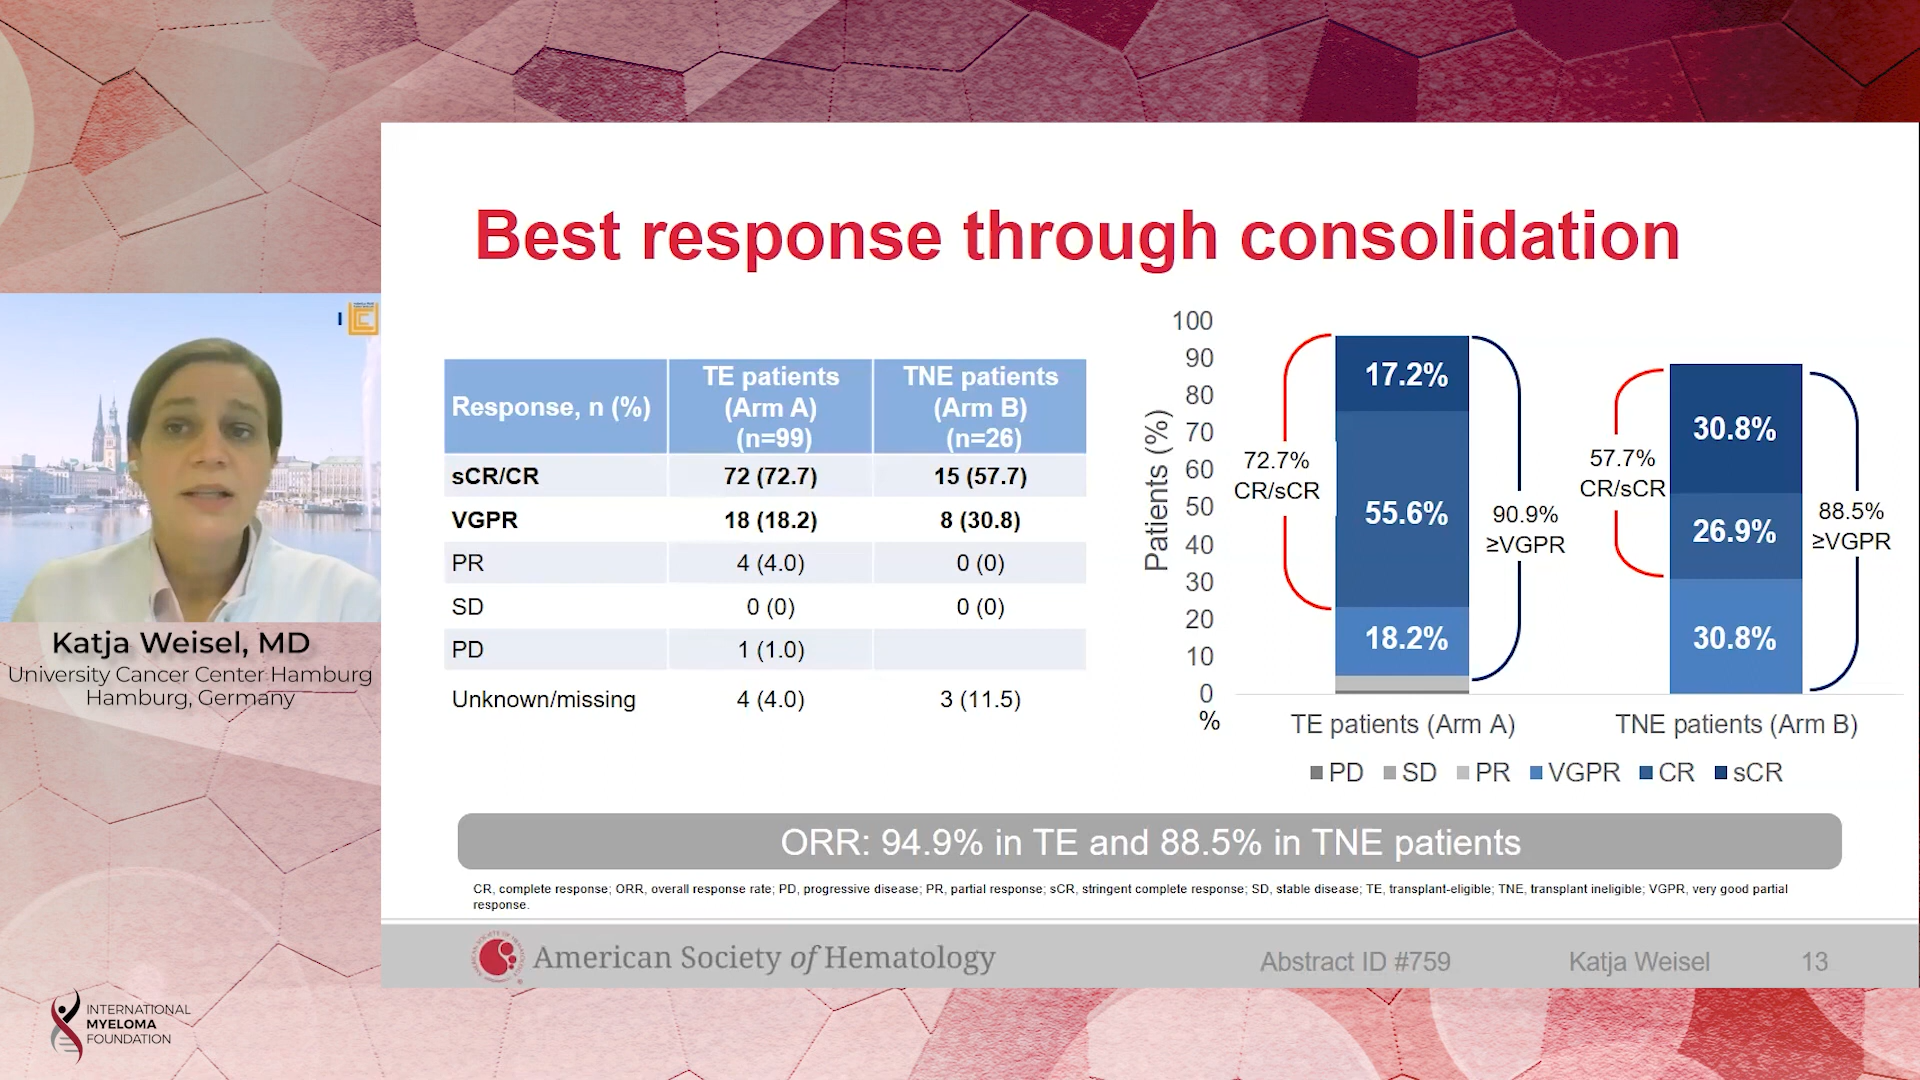 Best response through consolidation
Response, n (%)
TE patients
(Arm A)
(n=99)
TNE patients
(Arm B)
(n=26)
sCR/CR 72 (72.7) 15 (57.7)
VGPR 18 (18.2) 8 (30.8)
PR 4 (4.0) 0 (0)
SD 0 (0) 0 (0)
PD 1 (1.0)
Unknown/missing 4 (4.0) 3 (11.5)
Patients (%)
100
90
80
70
60
50
40
30
20
10
0
%
72.7%
CR/sCR
17.2%
55.6%
18.2%
90.9%
≥VGPR
57.7%
CR/sCR
30.8%
26.9%
30.8%
88.5%
≥VGPR
TE patients (Arm A)
TNE patients (Arm B)
PD SD PR VGPR CR sCR
ORR: 94.9% in TE and 88.5% in TNE patients
CR, complete response; ORR, overall response rate; PD, progressive disease; PR, partial response; sCR, stringent complete response; SD, stable disease; TE, transplant-eligible; TNE, transplant ineligible; VGPR, very good partial
response.
American Society of Hematology
Abstract ID #759
Katja Weisel
13
Katja Weisel, MD
University Cancer Center Hamburg
Hamburg, Germany
INTERNATIONAL
MYELOMA
FOUNDATION